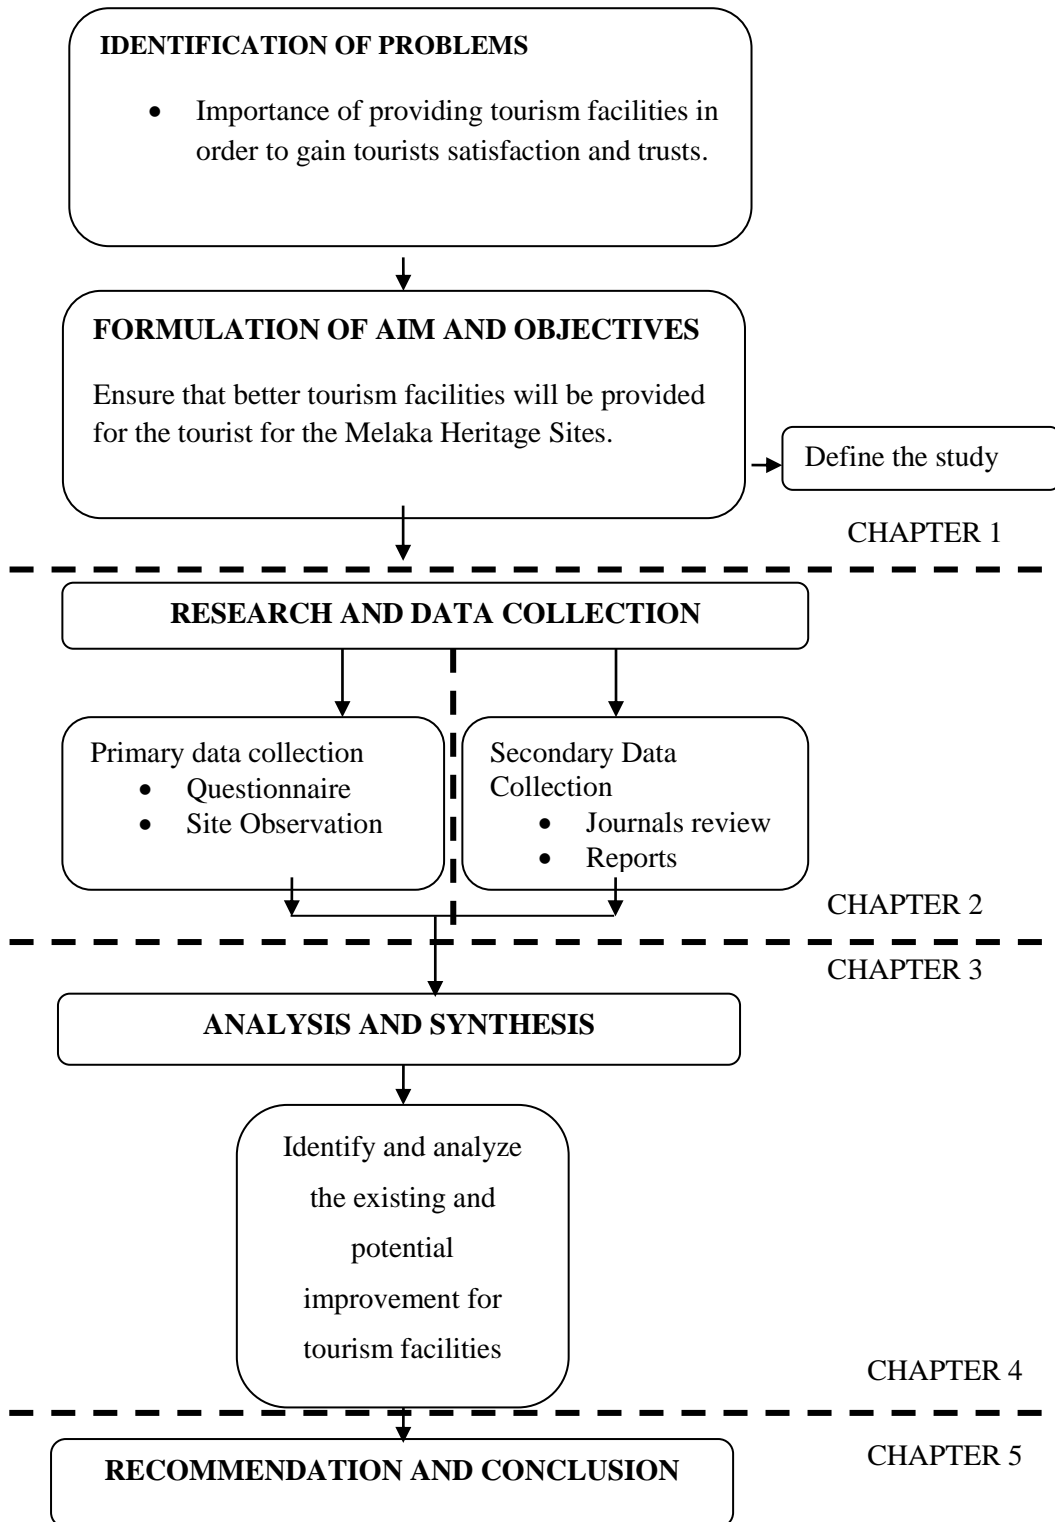 IDENTIFICATION OF PROBLEMS
• Importance of providing tourism facilities in
order to gain tourists satisfaction and trusts.
FORMULATION OF AIM AND OBJECTIVES
Ensure that better tourism facilities will be provided
for the tourist for the Melaka Heritage Sites.
Define the study
CHAPTER 1
RESEARCH AND DATA COLLECTION
Primary data collection
• Questionnaire
• Site Observation
Secondary Data
Collection
• Journals review
• Reports
CHAPTER 2
CHAPTER 3
ANALYSIS AND SYNTHESIS
Identify and analyze
the existing and
potential
improvement for
tourism facilities
CHAPTER 4
CHAPTER 5
RECOMMENDATION AND CONCLUSION